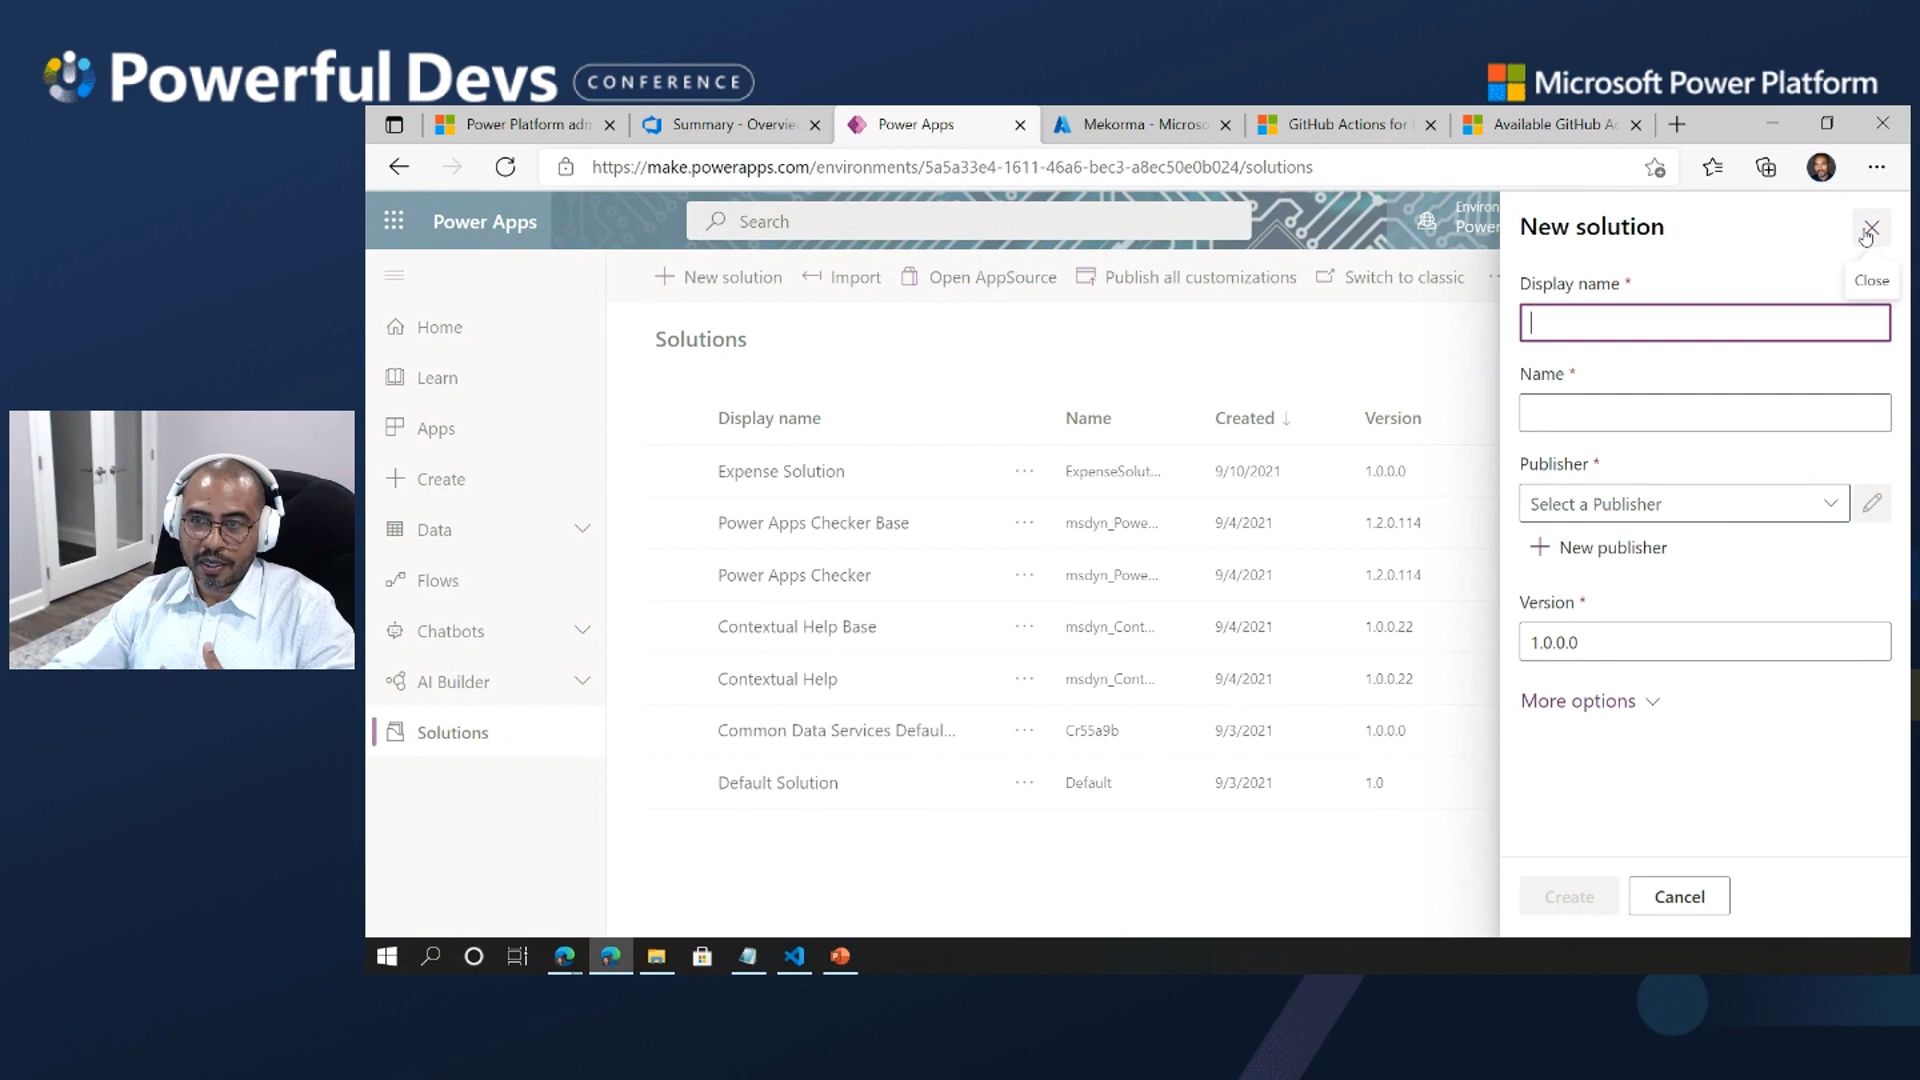 Powerful Devs CONFERENCE
Microsoft Power Platform
Power Platform adm
Summary - Overvie
Power Apps
Mekorma - Microso
GitHub Actions for
Available GitHub Ac
https://make.powerapps.com/environments/5a5a33e4-1611-46a6-bec3-a8ec50e0b024/solutions
Power Apps
Search
Environ
Power
New solution
Import
Open AppSource
Publish all customizations
Switch to classic
Home
Learn
Apps
Create
Data
Flows
Chatbots
AI Builder
Solutions
Solutions
Display name Name Created Version
Expense Solution ... ExpenseSolut... 9/10/2021 1.0.0.0
Power Apps Checker Base ... msdyn_Powe... 9/4/2021 1.2.0.114
Power Apps Checker ... msdyn_Powe... 9/4/2021 1.2.0.114
Contextual Help Base ... msdyn_Cont... 9/4/2021 1.0.0.22
Contextual Help ... msdyn_Cont... 9/4/2021 1.0.0.22
Common Data Services Defaul... ... Cr55a9b 9/3/2021 1.0.0.0
Default Solution ... Default 9/3/2021 1.0
New solution
Close
Display name *
Name *
Publisher *
Select a Publisher
New publisher
Version *
1.0.0.0
More options
Create
Cancel